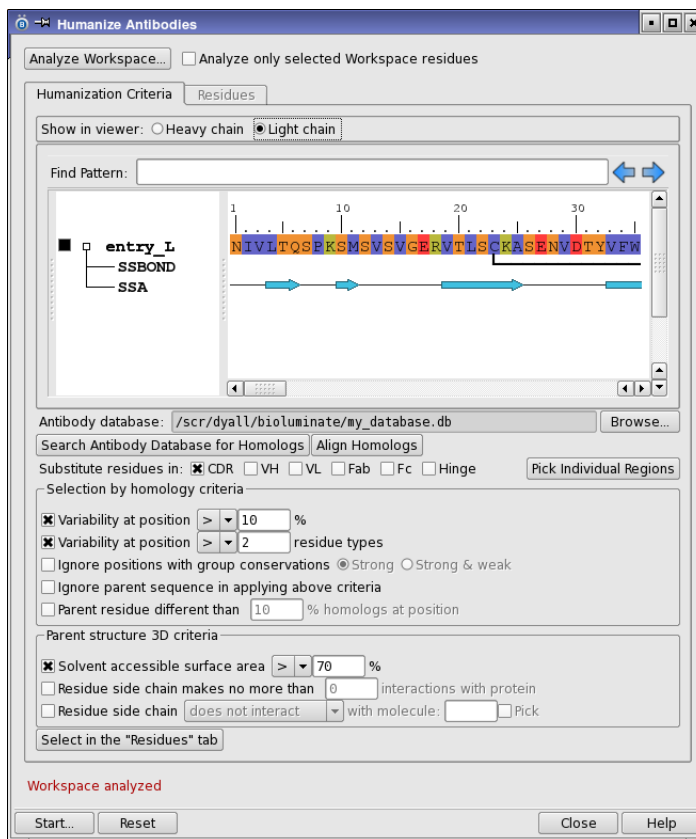 Humanize Antibodies
Analyze Workspace... Analyze only selected Workspace residues
Humanization Criteria Residues
Show in viewer: Heavy chain Light chain
Find Pattern:
1 10 20 30
entry_L NIVLTQSPKSMSVSVGERVTLSCKASENVDTYVFW
SSBOND
SSA
Antibody database: /scr/dyall/bioluminate/my_database.db Browse...
Search Antibody Database for Homologs Align Homologs
Substitute residues in: CDR VH VL Fab Fc Hinge Pick Individual Regions
Selection by homology criteria
Variability at position > 10 %
Variability at position > 2 residue types
Ignore positions with group conservations Strong Strong & weak
Ignore parent sequence in applying above criteria
Parent residue different than 10 % homologs at position
Parent structure 3D criteria
Solvent accessible surface area > 70 %
Residue side chain makes no more than 0 interactions with protein
Residue side chain does not interact with molecule: Pick
Select in the "Residues" tab
Workspace analyzed
Start... Reset Close Help